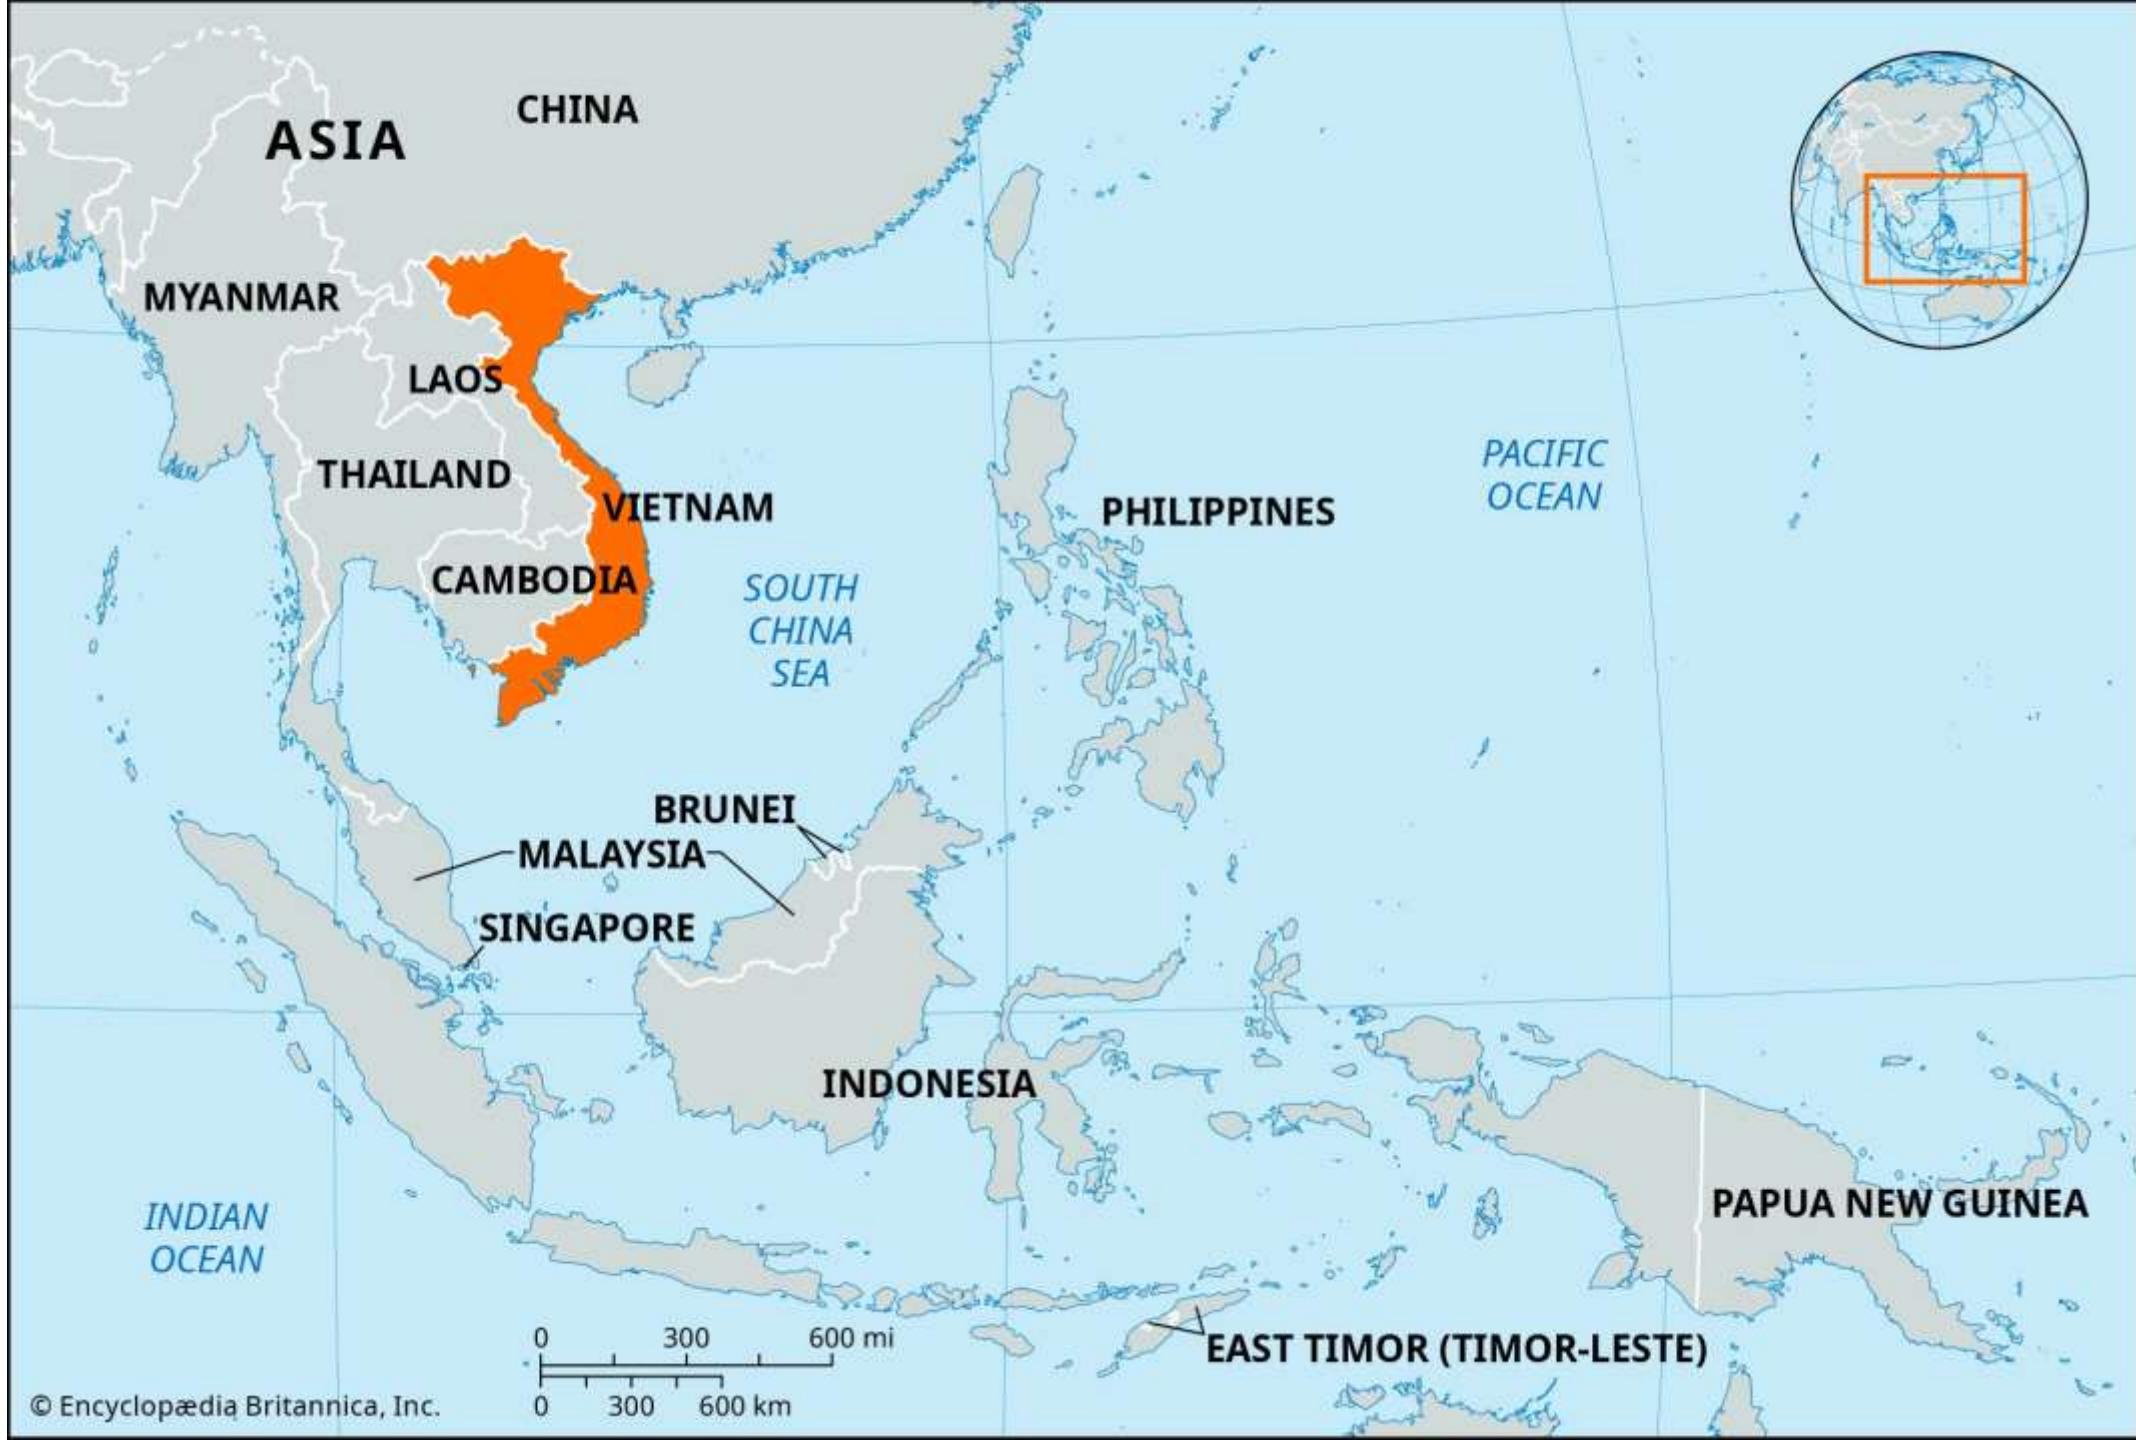 CHINA
ASIA
MYANMAR
LAOS
THAILAND
VIETNAM
CAMBODIA
SOUTH
CHINA
SEA
PHILIPPINES
PACIFIC
OCEAN
BRUNEI
MALAYSIA
SINGAPORE
INDONESIA
INDIAN
OCEAN
PAPUA NEW GUINEA
EAST TIMOR (TIMOR-LESTE)
0 300 600 mi
0 300 600 km
© Encyclopædia Britannica, Inc.